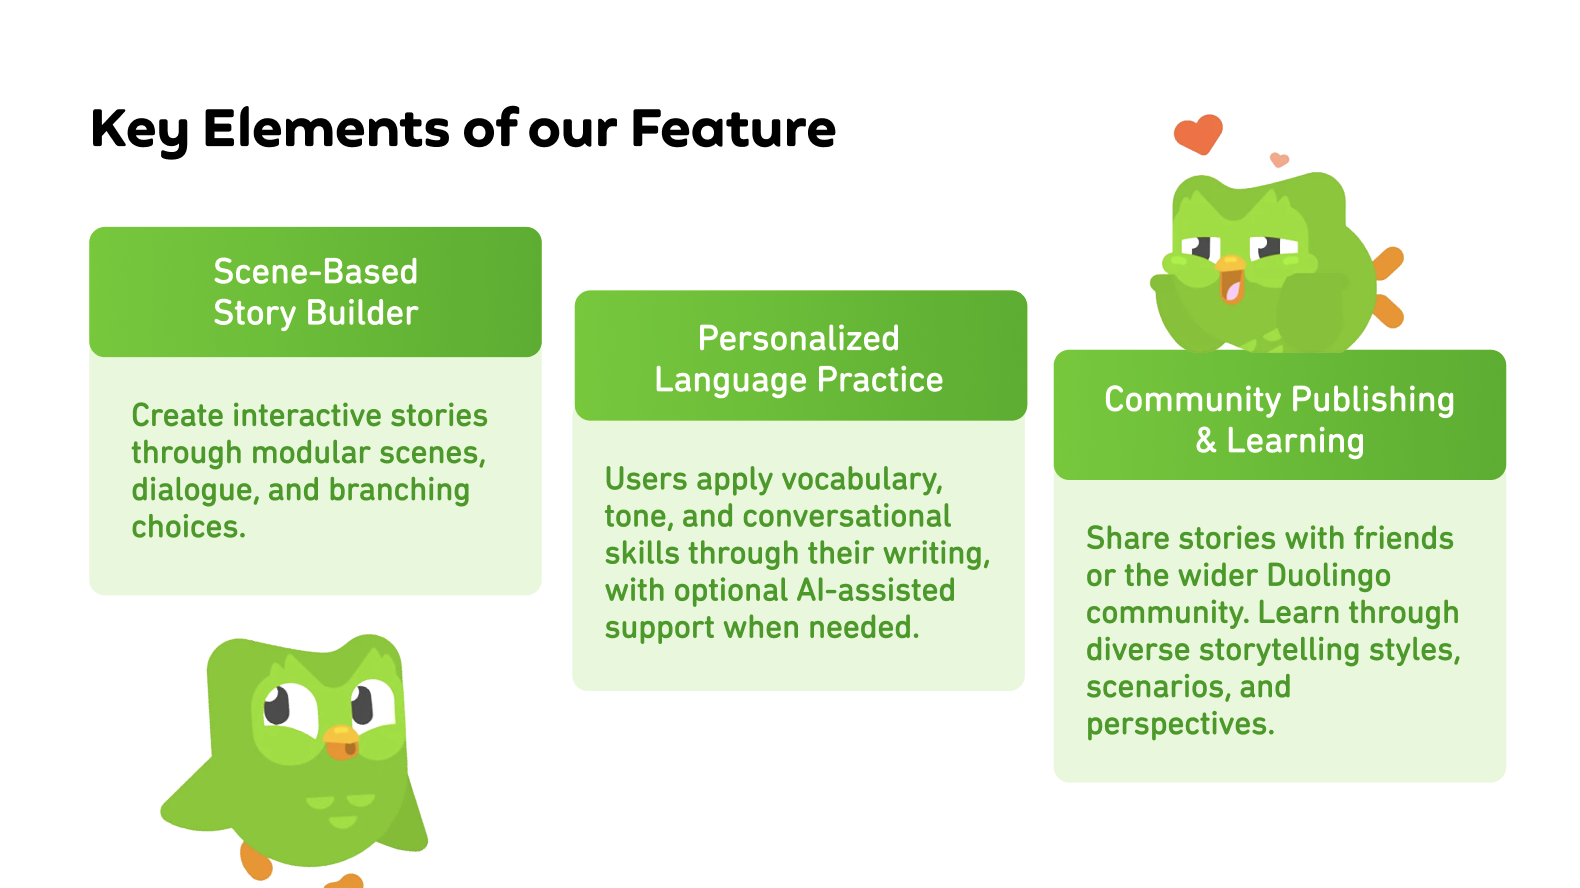 Key Elements of our Feature
Scene-Based
Story Builder
Create interactive stories
through modular scenes,
dialogue, and branching
choices.
Personalized
Language Practice
Users apply vocabulary,
tone, and conversational
skills through their writing,
with optional AI-assisted
support when needed.
Community Publishing
& Learning
Share stories with friends
or the wider Duolingo
community. Learn through
diverse storytelling styles,
scenarios, and
perspectives.